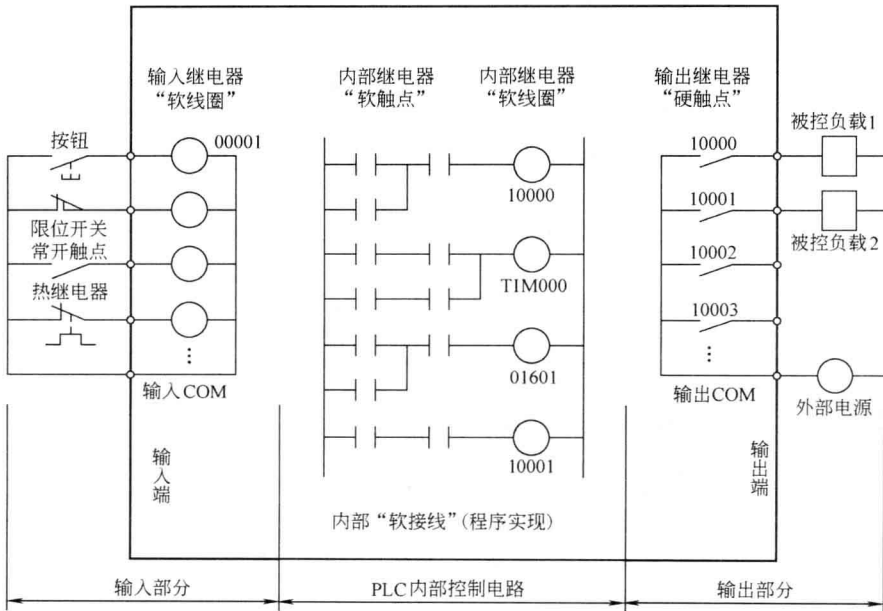 输入继电器
“软线圈”
内部继电器
“软触点”
内部继电器
“软线圈”
输出继电器
“硬触点”
按钮
00001
限位开关
常开触点
热继电器
⋮
输入COM
输入端
10000
TIM000
01601
10001
内部“软接线”(程序实现)
10000
10001
10002
10003
⋮
输出COM
输出端
被控负载1
被控负载2
外部电源
输入部分
PLC内部控制电路
输出部分